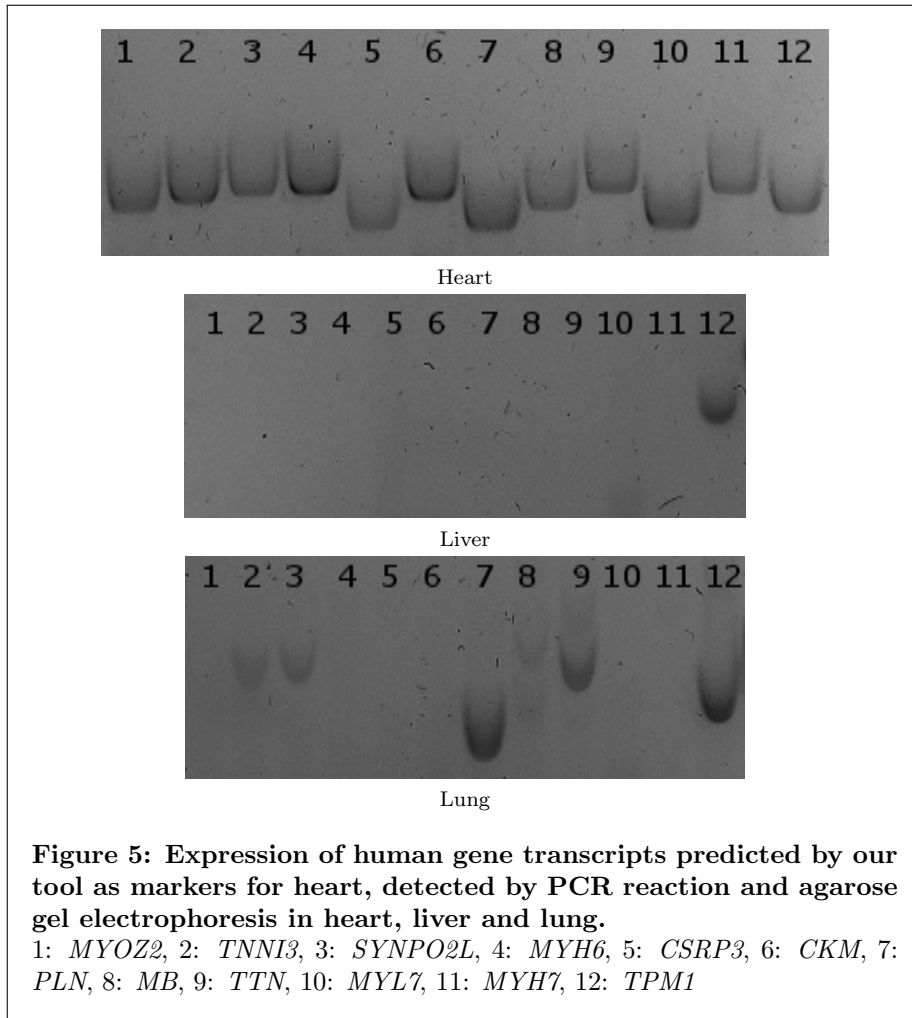 1 2 3 4 5 6 7 8 9 10 11 12
Heart
1 2 3 4 5 6 7 8 9 10 11 12
Liver
1 2 3 4 5 6 7 8 9 10 11 12
Lung
Figure 5: Expression of human gene transcripts predicted by our
tool as markers for heart, detected by PCR reaction and agarose
gel electrophoresis in heart, liver and lung.
1: MYOZ2, 2: TNNI3, 3: SYNPO2L, 4: MYH6, 5: CSRP3, 6: CKM, 7:
PLN, 8: MB, 9: TTN, 10: MYL7, 11: MYH7, 12: TPM1